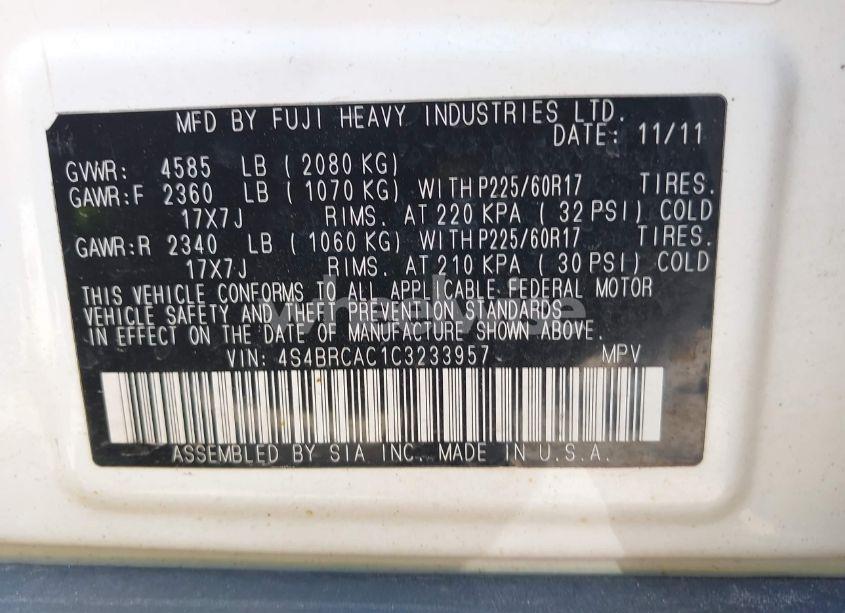 MFD BY FUJI HEAVY INDUSTRIES LTD.
DATE: 11/11
GVWR: 4585 LB ( 2080 KG)
GAWR:F 2360 LB ( 1070 KG) WITH P225/60R17 TIRES.
17X7J RIMS. AT 220 KPA ( 32 PSI) COLD
GAWR:R 2340 LB ( 1060 KG) WITH P225/60R17 TIRES.
17X7J RIMS. AT 210 KPA ( 30 PSI) COLD
THIS VEHICLE CONFORMS TO ALL APPLICABLE FEDERAL MOTOR
VEHICLE SAFETY AND THEFT PREVENTION STANDARDS
IN EFFECT ON THE DATE OF MANUFACTURE SHOWN ABOVE.
VIN: 4S4BRCAC1C3233957 MPV
ASSEMBLED BY SIA INC. MADE IN U.S.A.